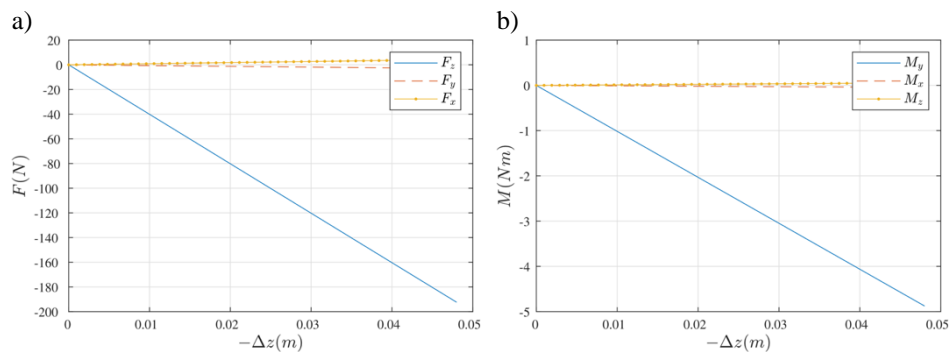 a)
20
0
-20
-40
-60
-80
-100
-120
-140
-160
-180
-200
F(N)
0
0.01
0.02
0.03
0.04
0.05
−Δz(m)
F_z
F_y
F_x
b)
1
0
-1
-2
-3
-4
-5
M(Nm)
0
0.01
0.02
0.03
0.04
0.05
−Δz(m)
M_y
M_x
M_z